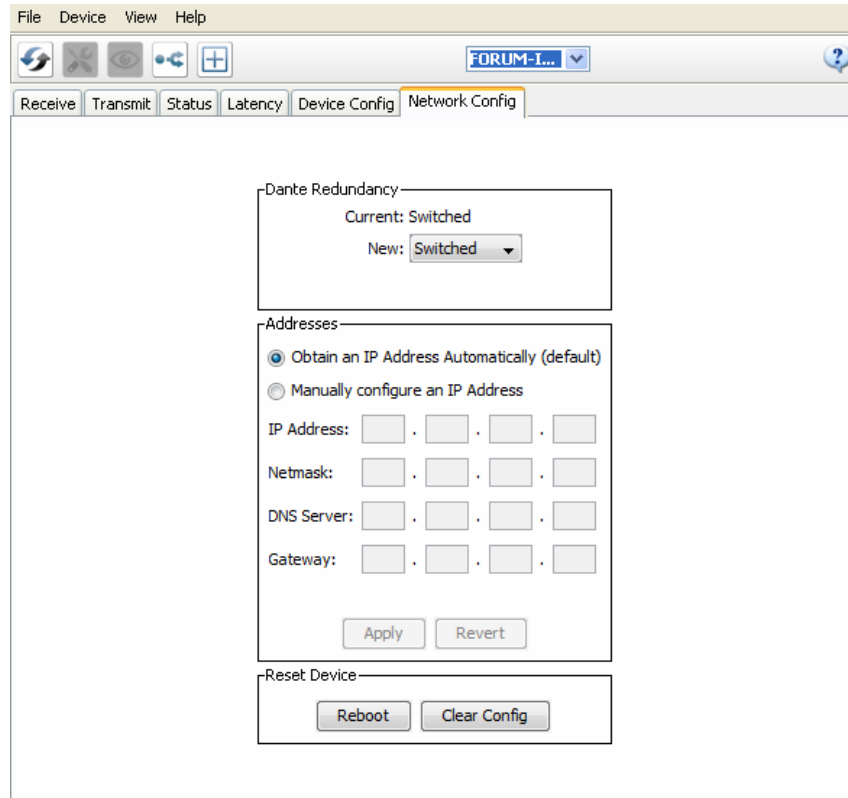 File Device View Help
FORUM-I...
?
Receive Transmit Status Latency Device Config Network Config
Dante Redundancy
Current: Switched
New: Switched
Addresses
Obtain an IP Address Automatically (default)
Manually configure an IP Address
IP Address: . . .
Netmask: . . .
DNS Server: . . .
Gateway: . . .
Apply Revert
Reset Device
Reboot Clear Config